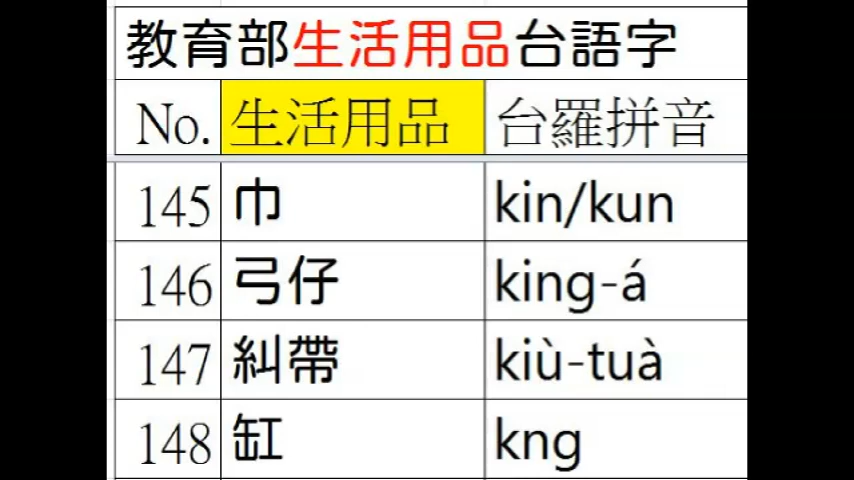 教育部生活用品台語字
No. 生活用品 台羅拼音
145 巾 kin/kun
146 弓仔 king-á
147 糾帶 kiù-tuà
148 缸 kng